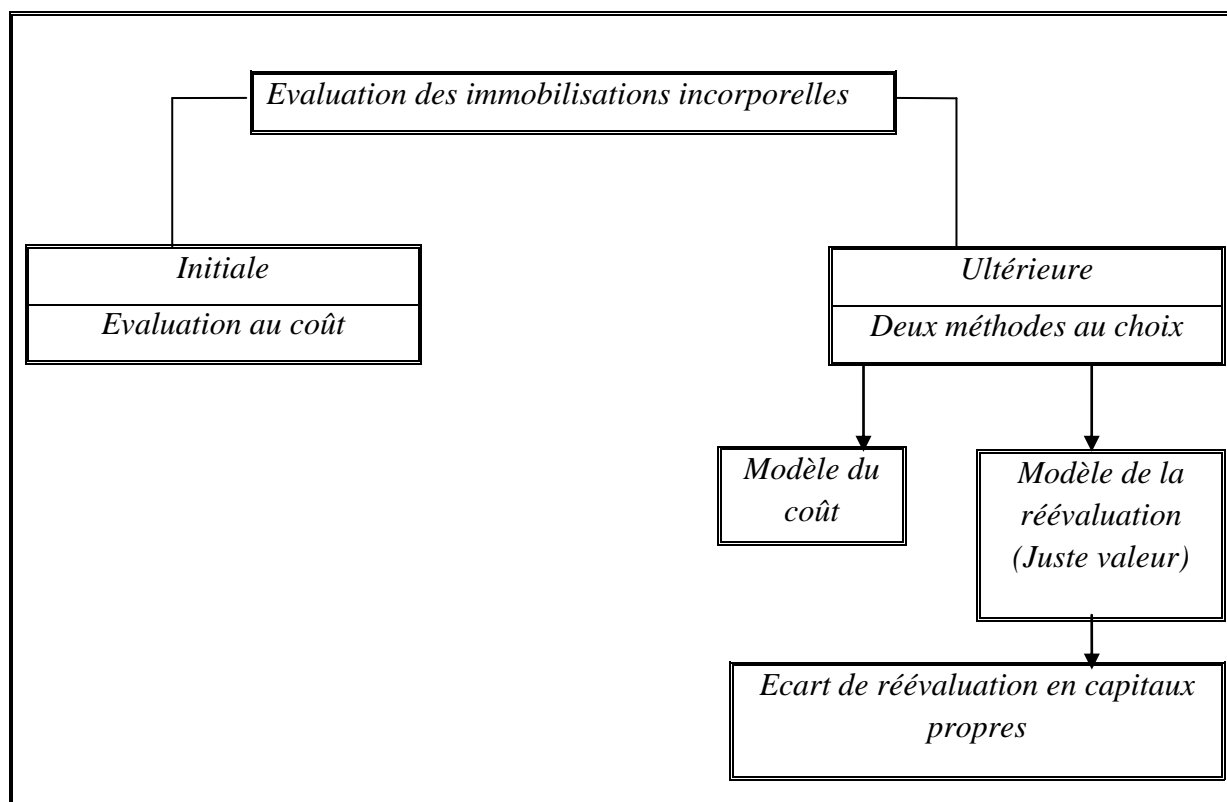 Evaluation des immobilisations incorporelles
Initiale
Evaluation au coût
Ultérieure
Deux méthodes au choix
Modèle du
coût
Modèle de la
réévaluation
(Juste valeur)
Ecart de réévaluation en capitaux
propres